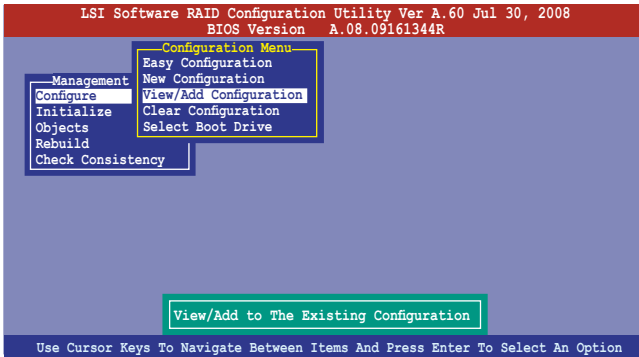 LSI Software RAID Configuration Utility Ver A.60 Jul 30, 2008
BIOS Version A.08.09161344R
Configuration Menu
Easy Configuration
New Configuration
View/Add Configuration
Clear Configuration
Select Boot Drive
Management
Configure
Initialize
Objects
Rebuild
Check Consistency
View/Add to The Existing Configuration
Use Cursor Keys To Navigate Between Items And Press Enter To Select An Option